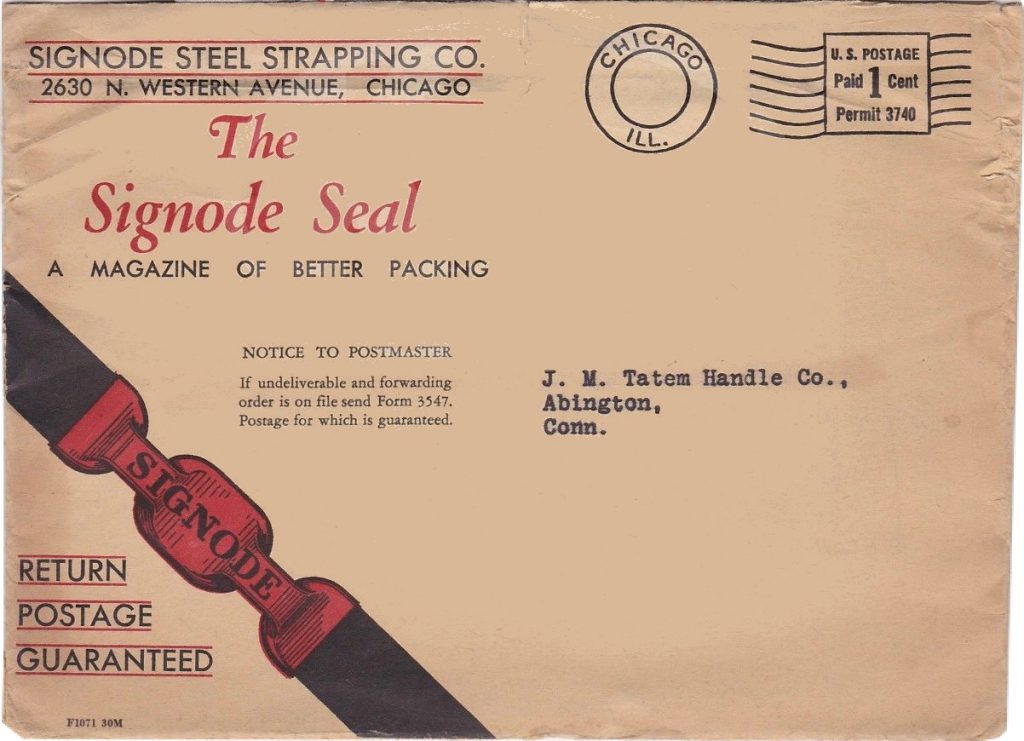 SIGNODE STEEL STRAPPING CO.
2630 N. WESTERN AVENUE, CHICAGO
The
Signode Seal
A MAGAZINE OF BETTER PACKING
CHICAGO
ILL.
U.S. POSTAGE
Paid 1 Cent
Permit 3740
NOTICE TO POSTMASTER
If undeliverable and forwarding
order is on file send Form 3547.
Postage for which is guaranteed.
J. M. Tatem Handle Co.,
Abington,
Conn.
SIGNODE
RETURN
POSTAGE
GUARANTEED
F1071 30M